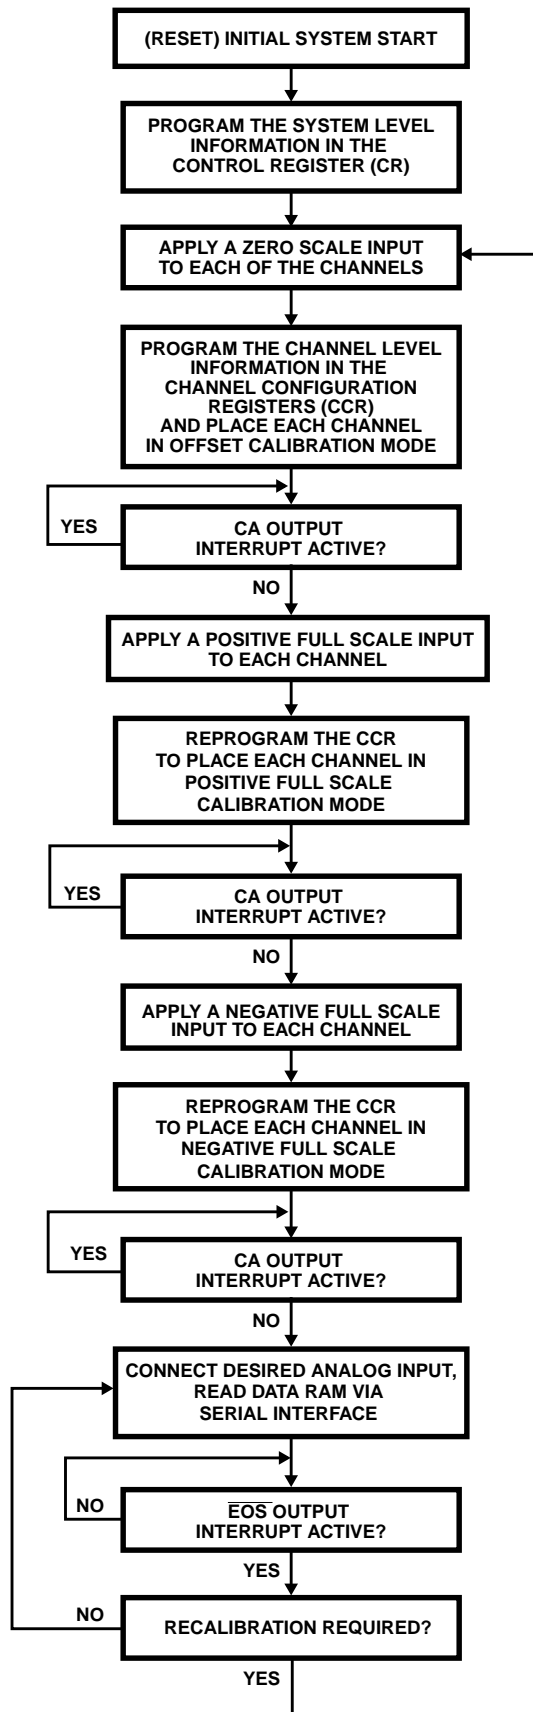 (RESET) INITIAL SYSTEM START
PROGRAM THE SYSTEM LEVEL
INFORMATION IN THE
CONTROL REGISTER (CR)
APPLY A ZERO SCALE INPUT
TO EACH OF THE CHANNELS
PROGRAM THE CHANNEL LEVEL
INFORMATION IN THE
CHANNEL CONFIGURATION
REGISTERS (CCR)
AND PLACE EACH CHANNEL
IN OFFSET CALIBRATION MODE
YES
CA OUTPUT
INTERRUPT ACTIVE?
NO
APPLY A POSITIVE FULL SCALE INPUT
TO EACH CHANNEL
REPROGRAM THE CCR
TO PLACE EACH CHANNEL IN
POSITIVE FULL SCALE
CALIBRATION MODE
YES
CA OUTPUT
INTERRUPT ACTIVE?
NO
APPLY A NEGATIVE FULL SCALE
INPUT TO EACH CHANNEL
REPROGRAM THE CCR
TO PLACE EACH CHANNEL IN
NEGATIVE FULL SCALE
CALIBRATION MODE
YES
CA OUTPUT
INTERRUPT ACTIVE?
NO
CONNECT DESIRED ANALOG INPUT,
READ DATA RAM VIA
SERIAL INTERFACE
NO
E̅O̅S̅ OUTPUT
INTERRUPT ACTIVE?
YES
NO
RECALIBRATION REQUIRED?
YES